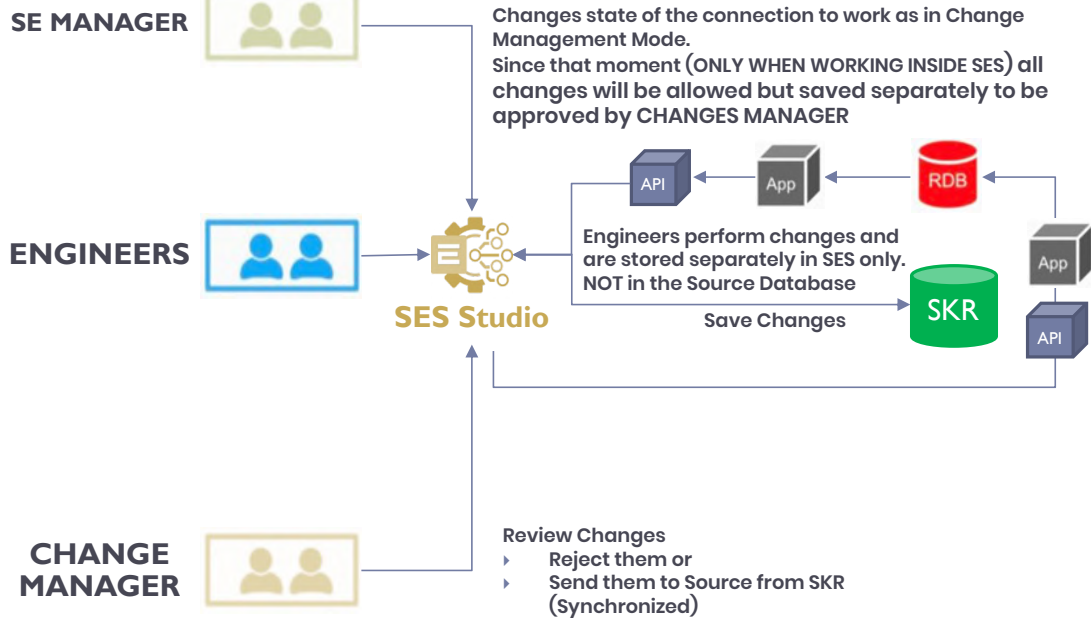 SE MANAGER
Changes state of the connection to work as in Change
Management Mode.
Since that moment (ONLY WHEN WORKING INSIDE SES) all
changes will be allowed but saved separately to be
approved by CHANGES MANAGER
API
App
RDB
ENGINEERS
Engineers perform changes and
are stored separately in SES only.
NOT in the Source Database
App
SES Studio
Save Changes
SKR
API
CHANGE
MANAGER
Review Changes
Reject them or
Send them to Source from SKR
(Synchronized)